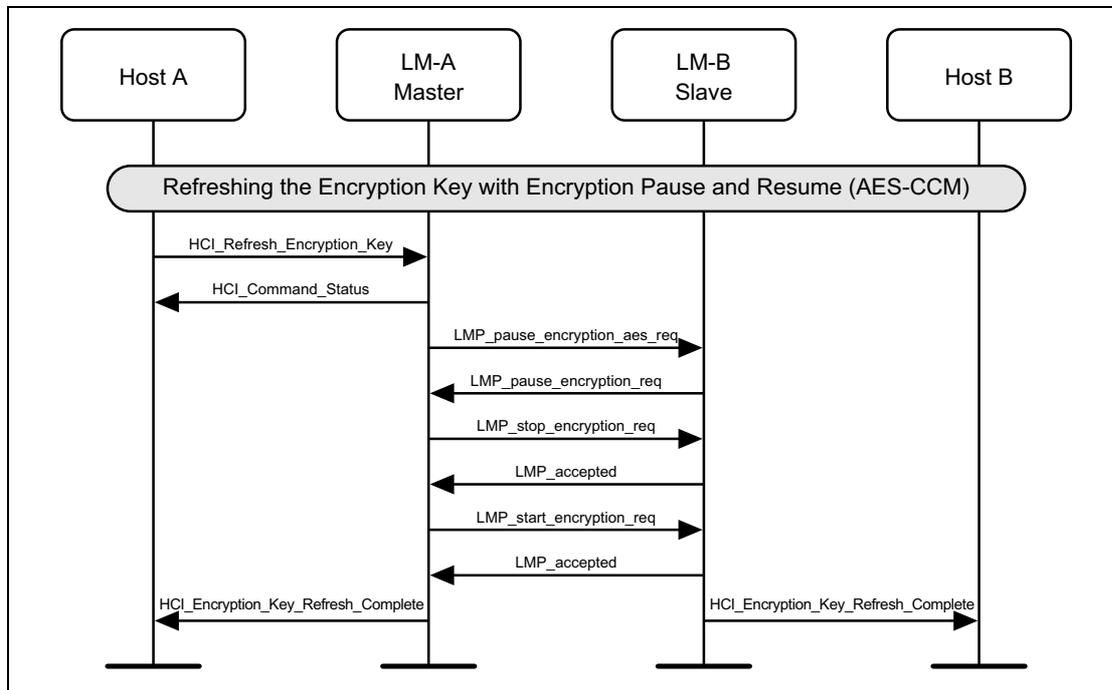 Host A
LM-A
Master
LM-B
Slave
Host B
Refreshing the Encryption Key with Encryption Pause and Resume (AES-CCM)
HCI_Refresh_Encryption_Key
HCI_Command_Status
LMP_pause_encryption_aes_req
LMP_pause_encryption_req
LMP_stop_encryption_req
LMP_accepted
LMP_start_encryption_req
LMP_accepted
HCI_Encryption_Key_Refresh_Complete
HCI_Encryption_Key_Refresh_Complete